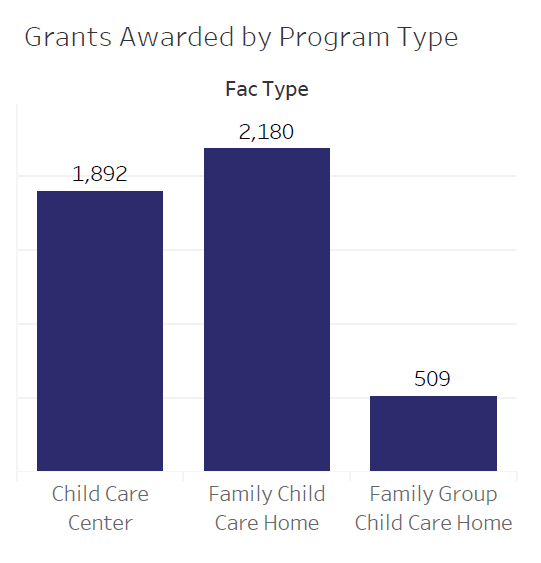 Grants Awarded by Program Type
Fac Type
2,180
1,892
509
Child Care
Center
Family Child
Care Home
Family Group
Child Care Home